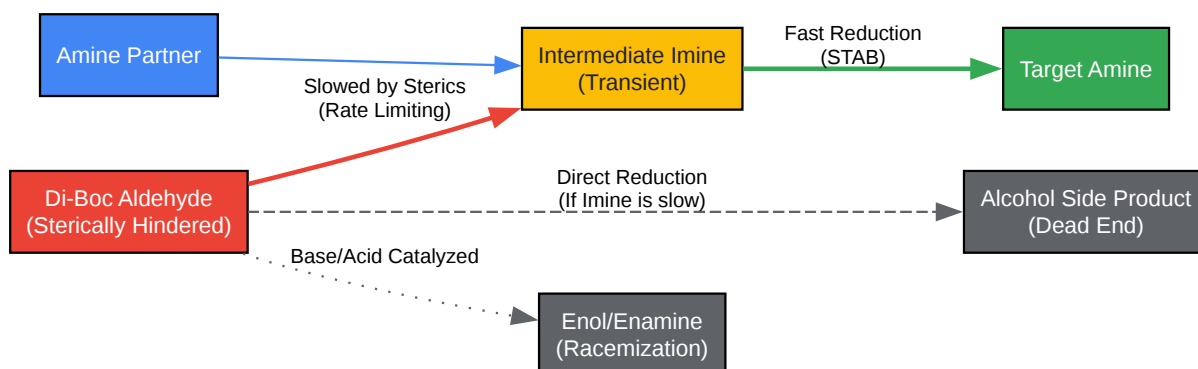 Amine Partner
Slowed by Sterics
(Rate Limiting)
Intermediate Imine
(Transient)
Fast Reduction
(STAB)
Target Amine
Di-Boc Aldehyde
(Sterically Hindered)
Direct Reduction
(If Imine is slow)
Alcohol Side Product
(Dead End)
Base/Acid Catalyzed
Enol/Enamine
(Racemization)